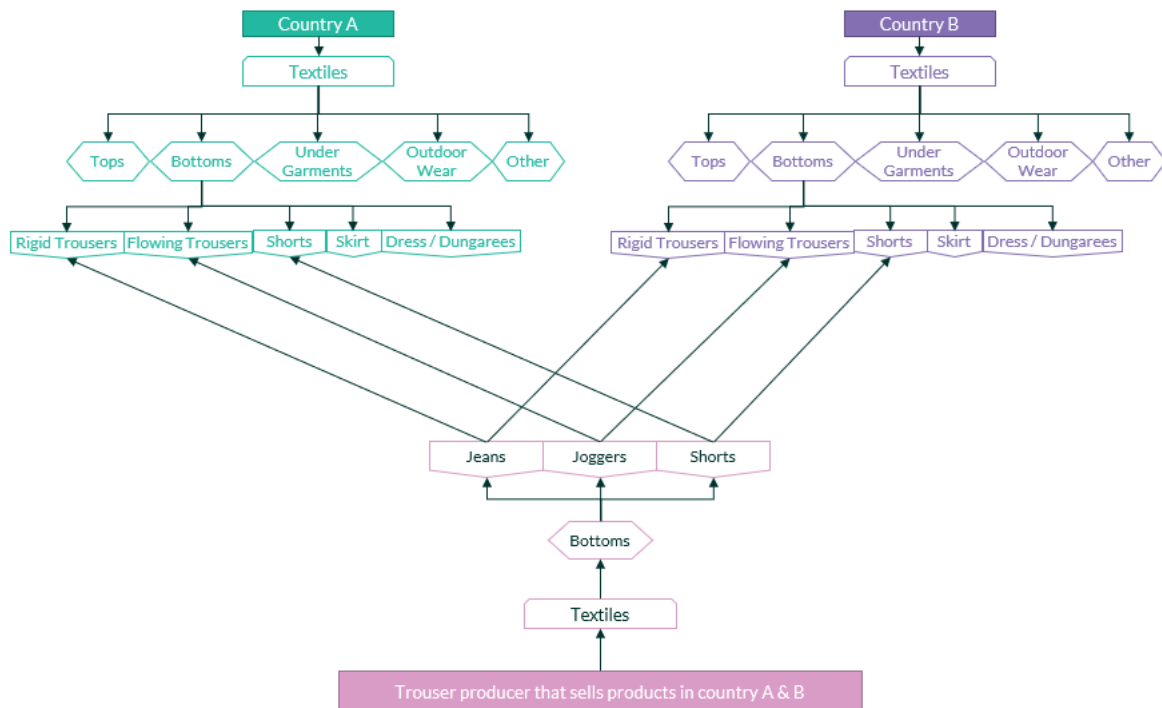 Country A
Country B
Textiles
Textiles
Tops
Bottoms
Under
Garments
Outdoor
Wear
Other
Tops
Bottoms
Under
Garments
Outdoor
Wear
Other
Rigid Trousers
Flowing Trousers
Shorts
Skirt
Dress / Dungarees
Rigid Trousers
Flowing Trousers
Shorts
Skirt
Dress / Dungarees
Jeans
Joggers
Shorts
Bottoms
Textiles
Trouser producer that sells products in country A & B